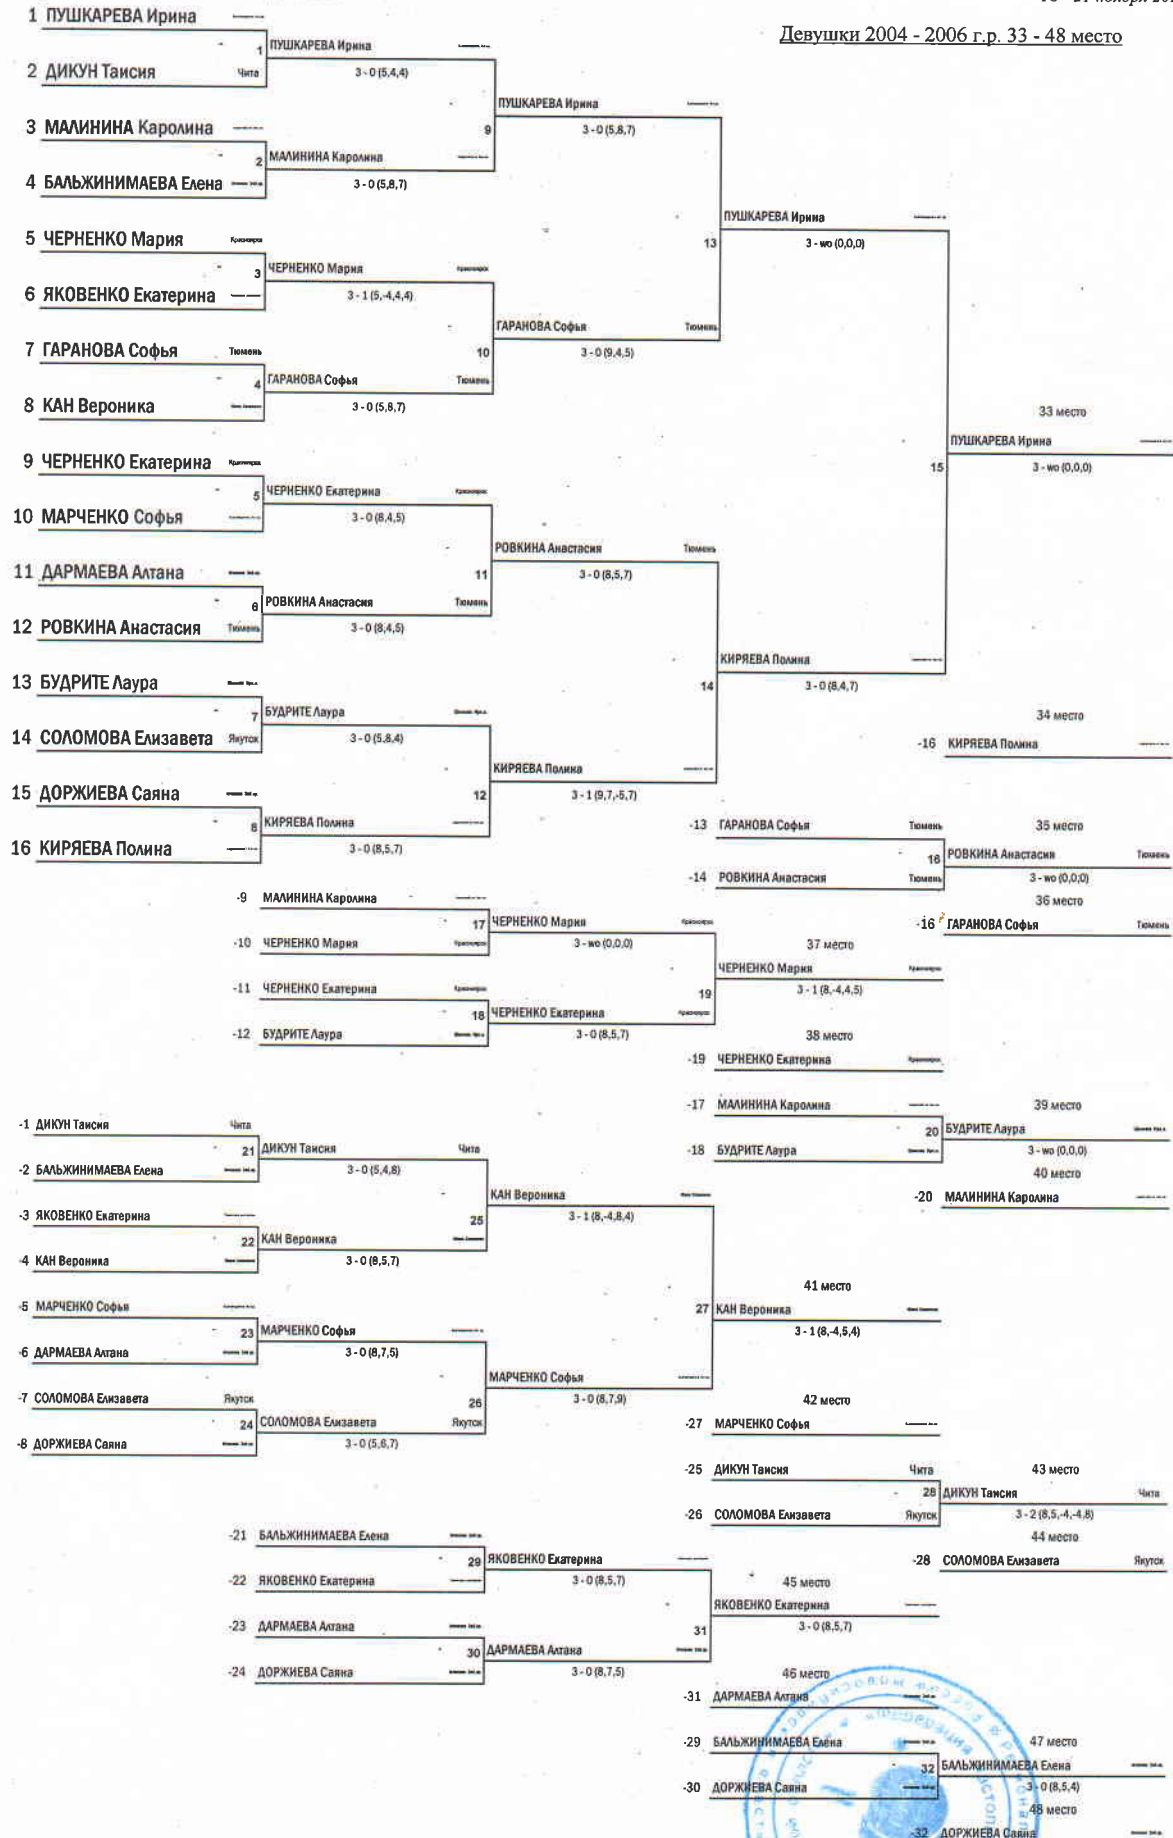 Девушки 2004 - 2006 г.р. 33 - 48 место
1 ПУШКАРЕВА Ирина
1 ПУШКАРЕВА Ирина
2 ДИКУН Таисия Чита
3 - 0 (5,4,4)
ПУШКАРЕВА Ирина
9 3 - 0 (5,8,7)
3 МАЛИНИНА Каролина
2 МАЛИНИНА Каролина
4 БАЛЬЖИНИМАЕВА Елена
3 - 0 (5,8,7)
ПУШКАРЕВА Ирина
13 3 - wo (0,0,0)
5 ЧЕРНЕНКО Мария Красноярск
3 ЧЕРНЕНКО Мария Красноярск
6 ЯКОВЕНКО Екатерина
3 - 1 (5,-4,4,4)
ГАРАНОВА Софья Тюмень
10 3 - 0 (9,4,5)
7 ГАРАНОВА Софья Тюмень
4 ГАРАНОВА Софья Тюмень
8 КАН Вероника
3 - 0 (5,8,7)
33 место
ПУШКАРЕВА Ирина
15 3 - wo (0,0,0)
9 ЧЕРНЕНКО Екатерина Красноярск
5 ЧЕРНЕНКО Екатерина Красноярск
10 МАРЧЕНКО Софья
3 - 0 (8,4,5)
РОВКИНА Анастасия Тюмень
11 3 - 0 (8,5,7)
11 ДАРМАЕВА Алтана
6 РОВКИНА Анастасия Тюмень
12 РОВКИНА Анастасия Тюмень
3 - 0 (8,4,5)
КИРЯЕВА Полина
14 3 - 0 (8,4,7)
13 БУДРИТЕ Лаура
7 БУДРИТЕ Лаура
14 СОЛОМОВА Елизавета Якутск
3 - 0 (5,8,4)
34 место
-16 КИРЯЕВА Полина
КИРЯЕВА Полина
12 3 - 1 (9,7,-5,7)
15 ДОРЖИЕВА Саяна
8 КИРЯЕВА Полина
16 КИРЯЕВА Полина
3 - 0 (8,5,7)
-13 ГАРАНОВА Софья Тюмень
35 место
16 РОВКИНА Анастасия Тюмень
-14 РОВКИНА Анастасия Тюмень
3 - wo (0,0,0)
36 место
-16 ГАРАНОВА Софья Тюмень
-9 МАЛИНИНА Каролина
17 ЧЕРНЕНКО Мария Красноярск
-10 ЧЕРНЕНКО Мария Красноярск
3 - wo (0,0,0)
37 место
ЧЕРНЕНКО Мария Красноярск
19 3 - 1 (8,-4,4,5)
-11 ЧЕРНЕНКО Екатерина Красноярск
18 ЧЕРНЕНКО Екатерина Красноярск
-12 БУДРИТЕ Лаура
3 - 0 (8,5,7)
38 место
-19 ЧЕРНЕНКО Екатерина Красноярск
-17 МАЛИНИНА Каролина
39 место
20 БУДРИТЕ Лаура
-18 БУДРИТЕ Лаура
3 - wo (0,0,0)
40 место
-20 МАЛИНИНА Каролина
-1 ДИКУН Таисия Чита
21 ДИКУН Таисия Чита
-2 БАЛЬЖИНИМАЕВА Елена
3 - 0 (5,4,8)
КАН Вероника
25 3 - 1 (8,-4,8,4)
-3 ЯКОВЕНКО Екатерина
22 КАН Вероника
-4 КАН Вероника
3 - 0 (8,5,7)
41 место
27 КАН Вероника
3 - 1 (8,-4,5,4)
-5 МАРЧЕНКО Софья
23 МАРЧЕНКО Софья
-6 ДАРМАЕВА Алтана
3 - 0 (8,7,5)
МАРЧЕНКО Софья
26 3 - 0 (8,7,9)
-7 СОЛОМОВА Елизавета Якутск
24 СОЛОМОВА Елизавета Якутск
-8 ДОРЖИЕВА Саяна
3 - 0 (5,6,7)
42 место
-27 МАРЧЕНКО Софья
-25 ДИКУН Таисия Чита
43 место
28 ДИКУН Таисия Чита
-26 СОЛОМОВА Елизавета Якутск
3 - 2 (8,5,-4,-4,8)
44 место
-28 СОЛОМОВА Елизавета Якутск
-21 БАЛЬЖИНИМАЕВА Елена
29 ЯКОВЕНКО Екатерина
-22 ЯКОВЕНКО Екатерина
3 - 0 (8,5,7)
45 место
ЯКОВЕНКО Екатерина
31 3 - 0 (8,5,7)
-23 ДАРМАЕВА Алтана
30 ДАРМАЕВА Алтана
-24 ДОРЖИЕВА Саяна
3 - 0 (8,7,5)
46 место
-31 ДАРМАЕВА Алтана
-29 БАЛЬЖИНИМАЕВА Елена
47 место
32 БАЛЬЖИНИМАЕВА Елена
-30 ДОРЖИЕВА Саяна
3 - 0 (8,5,4)
48 место
-32 ДОРЖИЕВА Саяна